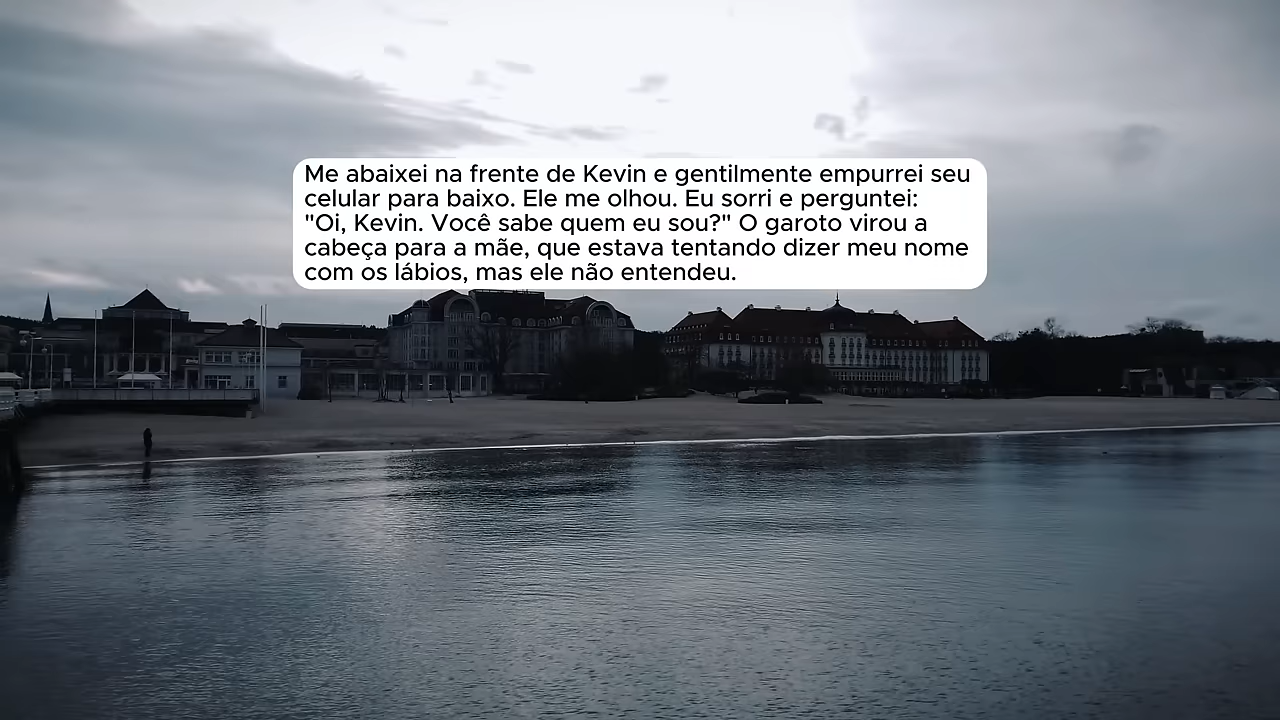 Me abaixei na frente de Kevin e gentilmente empurrei seu
celular para baixo. Ele me olhou. Eu sorri e perguntei:
"Oi, Kevin. Você sabe quem eu sou?" O garoto virou a
cabeça para a mãe, que estava tentando dizer meu nome
com os lábios, mas ele não entendeu.